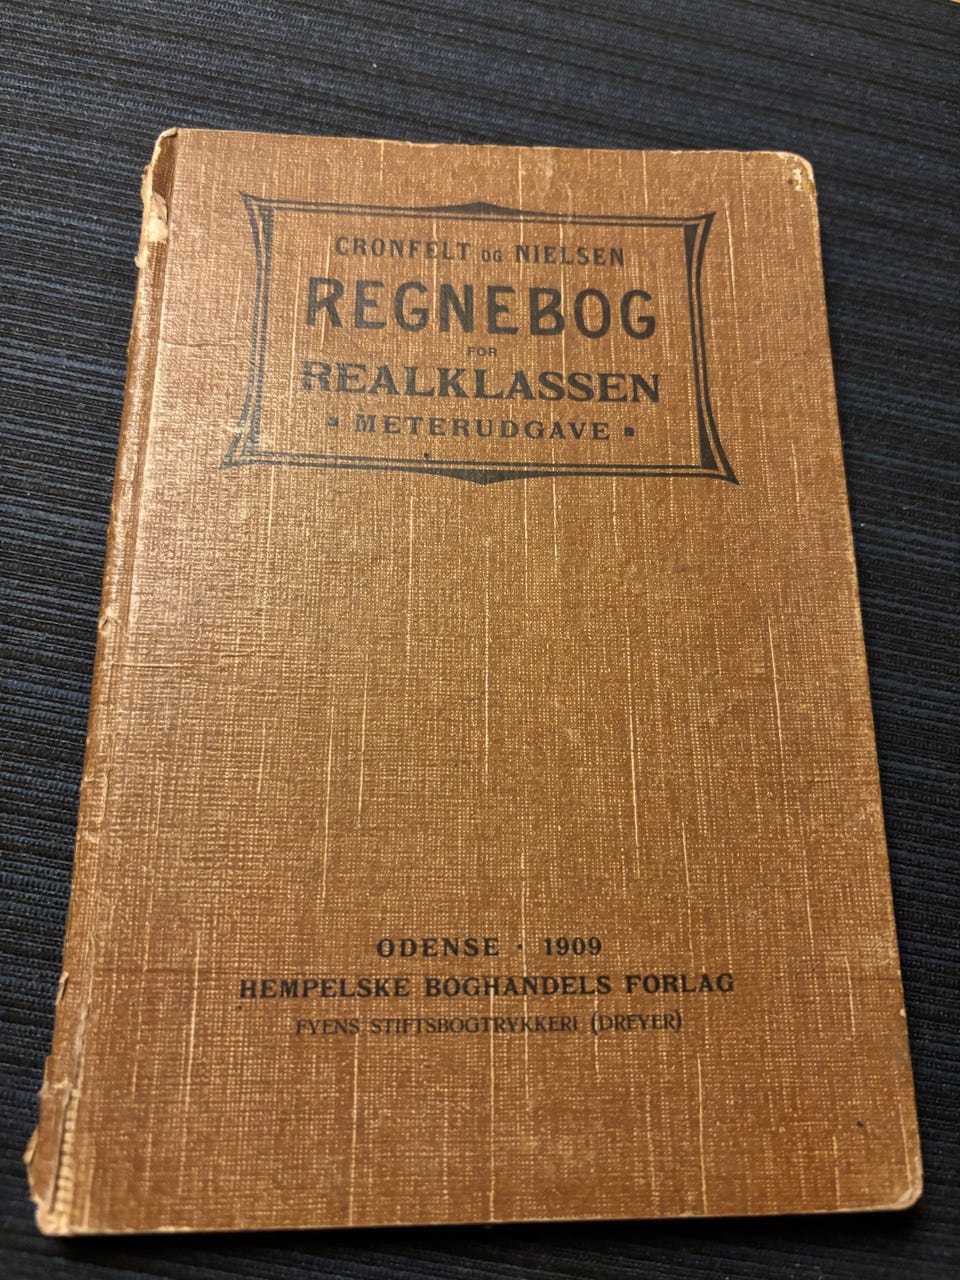 CRONFELT OG NIELSEN
REGNEBOG
FOR
REALKLASSEN
▪ METERUDGAVE ▪
ODENSE · 1909
HEMPELSKE BOGHANDELS FORLAG
FYENS STIFTSBOGTRYKKERI (DREYER)